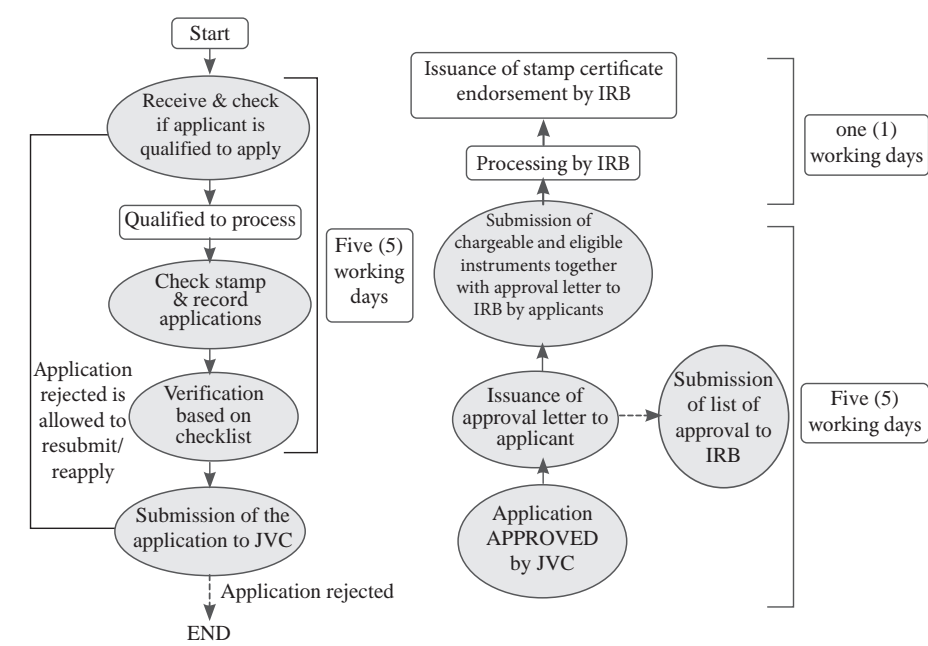 Start
Receive & check
if applicant is
qualified to apply
Qualified to process
Check stamp
& record
applications
Verification
based on
checklist
Submission of the
application to JVC
Application rejected
END
Application
rejected is
allowed to
resubmit/
reapply
Five (5)
working
days
Issuance of stamp certificate
endorsement by IRB
Processing by IRB
Submission of
chargeable and eligible
instruments together
with approval letter to
IRB by applicants
Issuance of
approval letter to
applicant
Application
APPROVED
by JVC
Submission
of list of
approval to
IRB
one (1)
working days
Five (5)
working days